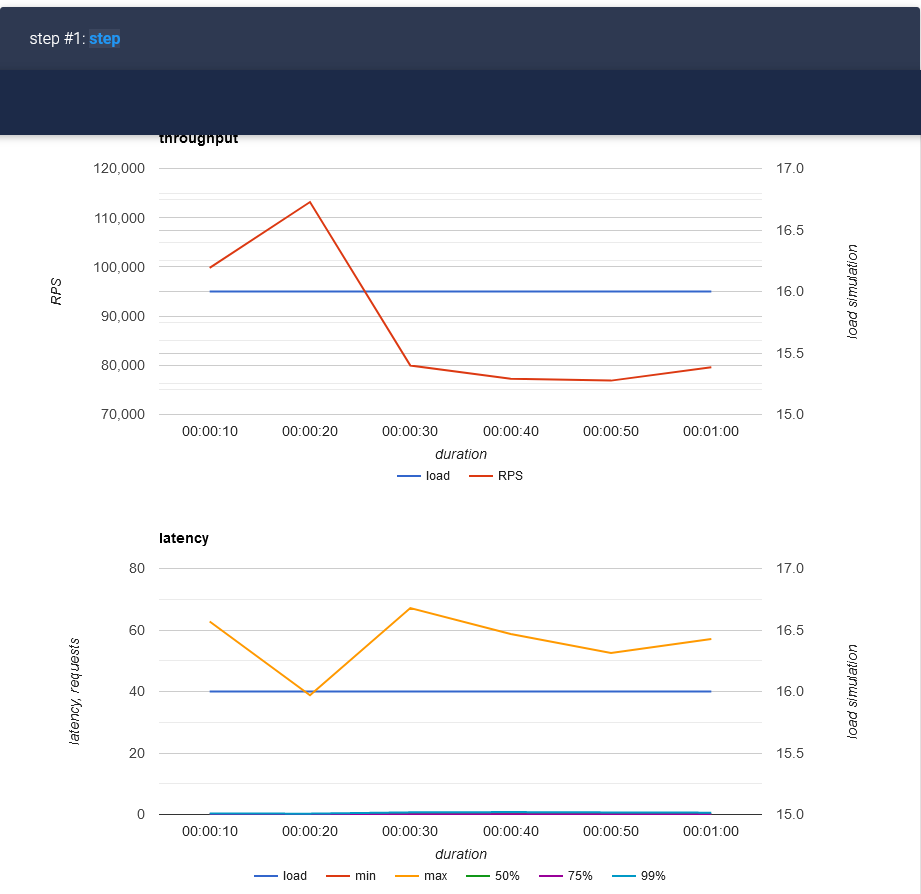 step #1: step
throughput
120,000
110,000
100,000
90,000
80,000
70,000
RPS
17.0
16.5
16.0
15.5
15.0
load simulation
00:00:10 00:00:20 00:00:30 00:00:40 00:00:50 00:01:00
duration
load RPS
latency
80
60
40
20
0
latency, requests
17.0
16.5
16.0
15.5
15.0
load simulation
00:00:10 00:00:20 00:00:30 00:00:40 00:00:50 00:01:00
duration
load min max 50% 75% 99%